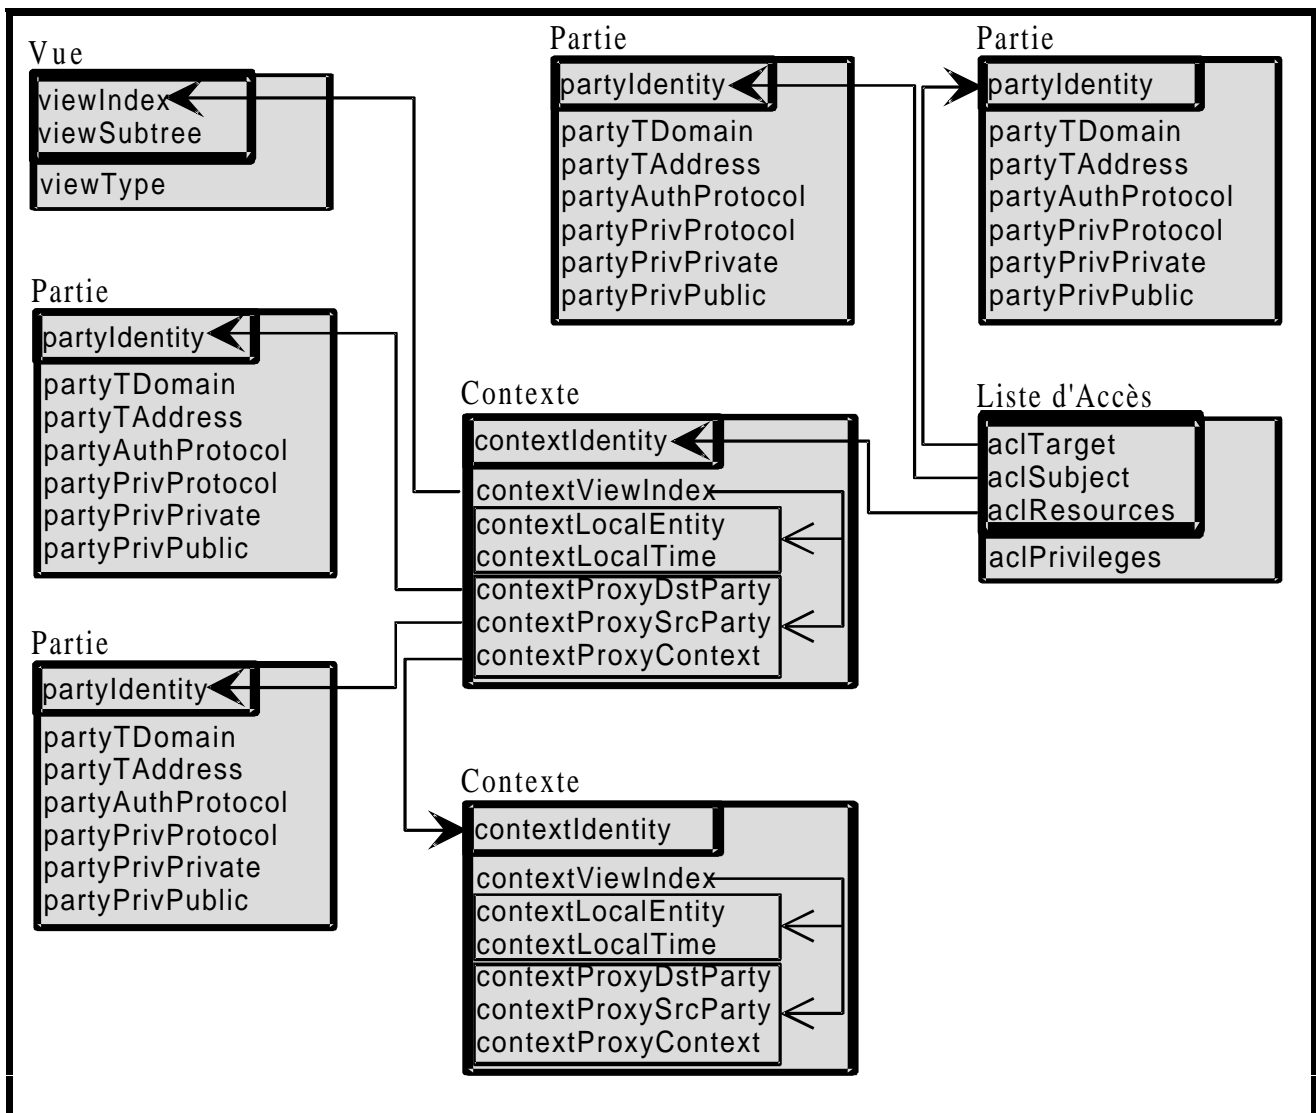 Vue
viewIndex
viewSubtree
viewType
Partie
partyIdentity
partyTDomain
partyTAddress
partyAuthProtocol
partyPrivProtocol
partyPrivPrivate
partyPrivPublic
Partie
partyIdentity
partyTDomain
partyTAddress
partyAuthProtocol
partyPrivProtocol
partyPrivPrivate
partyPrivPublic
Partie
partyIdentity
partyTDomain
partyTAddress
partyAuthProtocol
partyPrivProtocol
partyPrivPrivate
partyPrivPublic
Contexte
contextIdentity
contextViewIndex
contextLocalEntity
contextLocalTime
contextProxyDstParty
contextProxySrcParty
contextProxyContext
Liste d'Accès
aclTarget
aclSubject
aclResources
aclPrivileges
Partie
partyIdentity
partyTDomain
partyTAddress
partyAuthProtocol
partyPrivProtocol
partyPrivPrivate
partyPrivPublic
Contexte
contextIdentity
contextViewIndex
contextLocalEntity
contextLocalTime
contextProxyDstParty
contextProxySrcParty
contextProxyContext